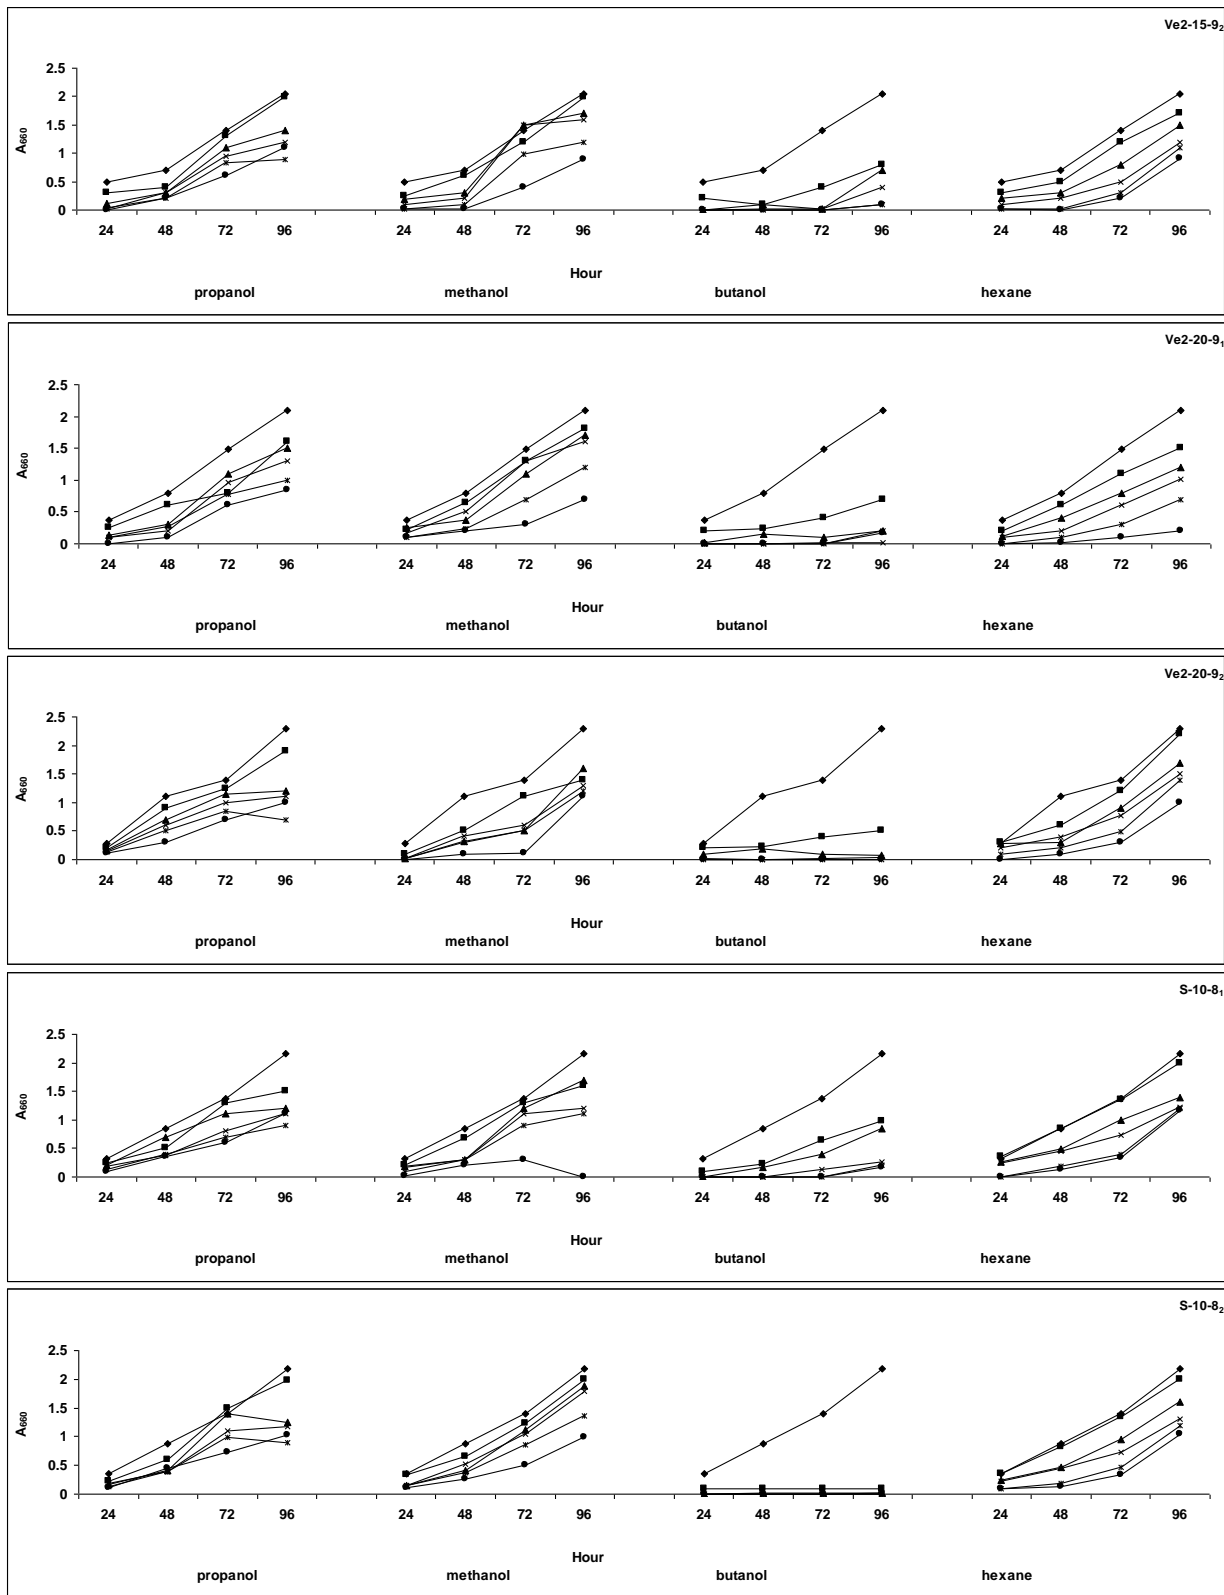 Ve2-15-9₂
2.5
2
1.5
1
0.5
0
A₆₆₀
24 48 72 96 24 48 72 96 24 48 72 96 24 48 72 96
Hour
propanol methanol butanol hexane
Ve2-20-9₁
2.5
2
1.5
1
0.5
0
A₆₆₀
24 48 72 96 24 48 72 96 24 48 72 96 24 48 72 96
Hour
propanol methanol butanol hexane
Ve2-20-9₂
2.5
2
1.5
1
0.5
0
A₆₆₀
24 48 72 96 24 48 72 96 24 48 72 96 24 48 72 96
Hour
propanol methanol butanol hexane
S-10-8₁
2.5
2
1.5
1
0.5
0
A₆₆₀
24 48 72 96 24 48 72 96 24 48 72 96 24 48 72 96
Hour
propanol methanol butanol hexane
S-10-8₂
2.5
2
1.5
1
0.5
0
A₆₆₀
24 48 72 96 24 48 72 96 24 48 72 96 24 48 72 96
Hour
propanol methanol butanol hexane